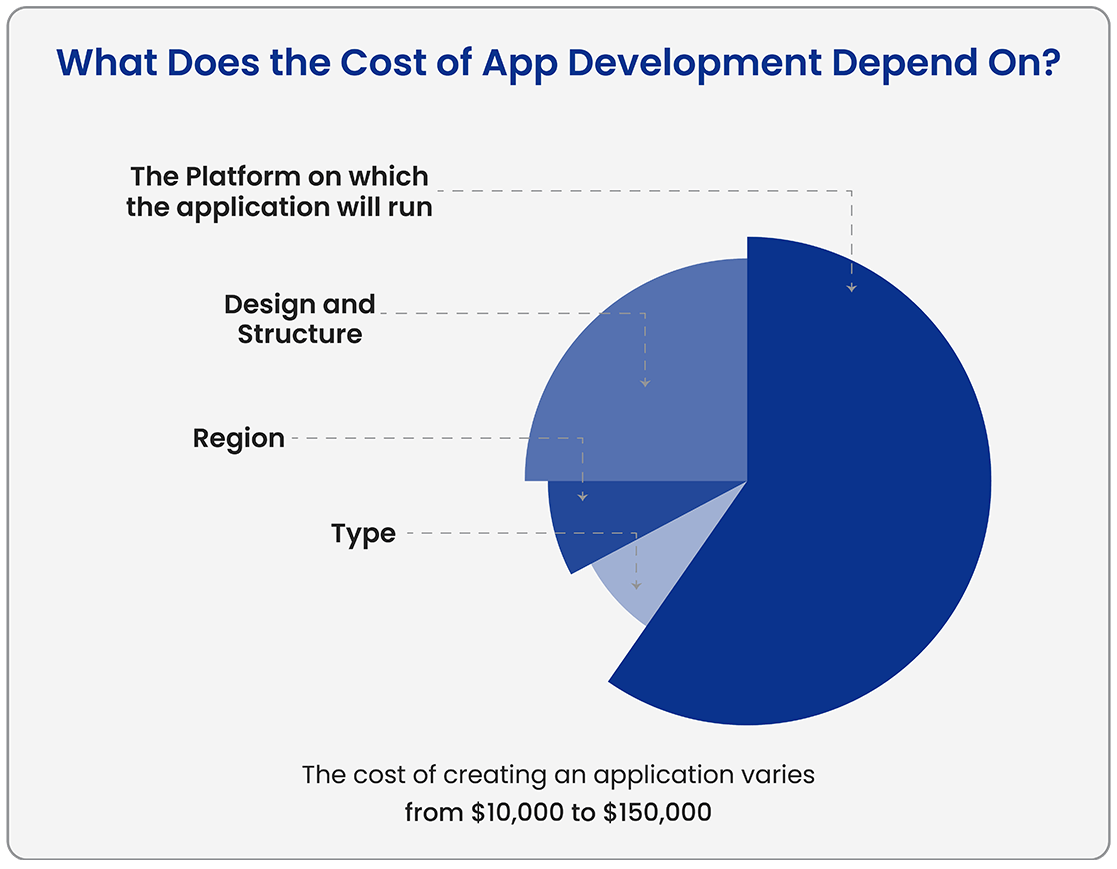 What Does the Cost of App Development Depend On?
The Platform on which
the application will run
Design and
Structure
Region
Type
The cost of creating an application varies
from $10,000 to $150,000